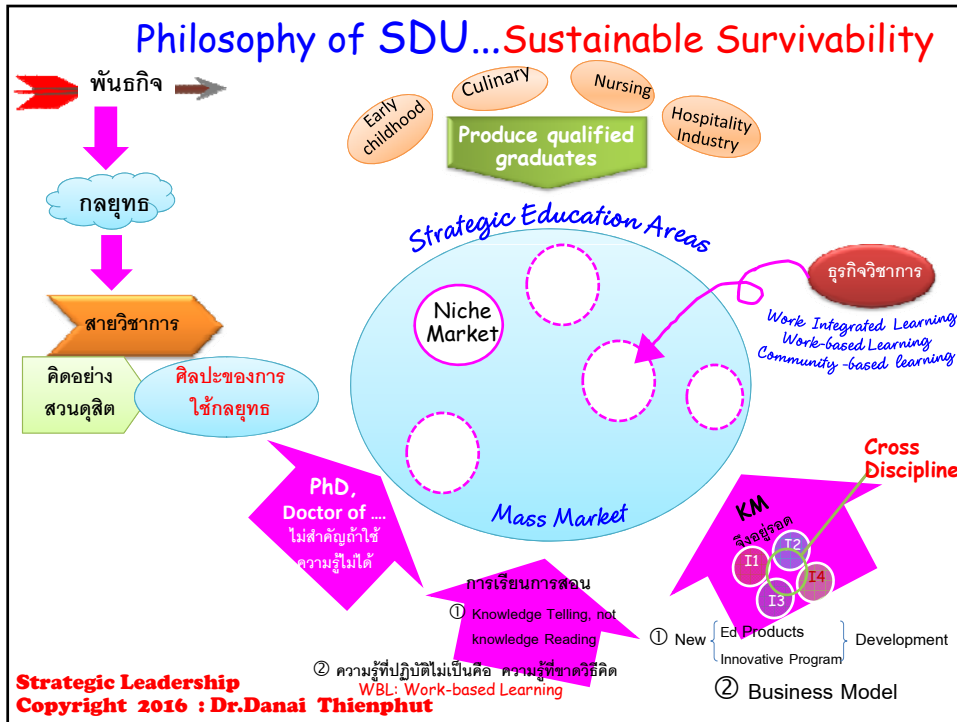 Philosophy of SDU...Sustainable Survivability
พันธกิจ
กลยุทธ
สายวิชาการ
คิดอย่าง
สวนดุสิต
ศิลปะของการ
ใช้กลยุทธ
Early
childhood
Culinary
Nursing
Hospitality
Industry
Produce qualified
graduates
Strategic Education Areas
Niche
Market
Mass Market
ธุรกิจวิชาการ
Work Integrated Learning
Work-based Learning
Community -based learning
PhD,
Doctor of ....
ไม่สำคัญถ้าใช้
ความรู้ไม่ได้
การเรียนการสอน
① Knowledge Telling, not
knowledge Reading
② ความรู้ที่ปฏิบัติไม่เป็นคือ ความรู้ที่ขาดวิธีคิด
WBL: Work-based Learning
Cross
Discipline
KM
จึงอยู่รอด
I1
I2
I3
I4
① New
Ed Products
Innovative Program
Development
② Business Model
Strategic Leadership
Copyright 2016 : Dr.Danai Thienphut